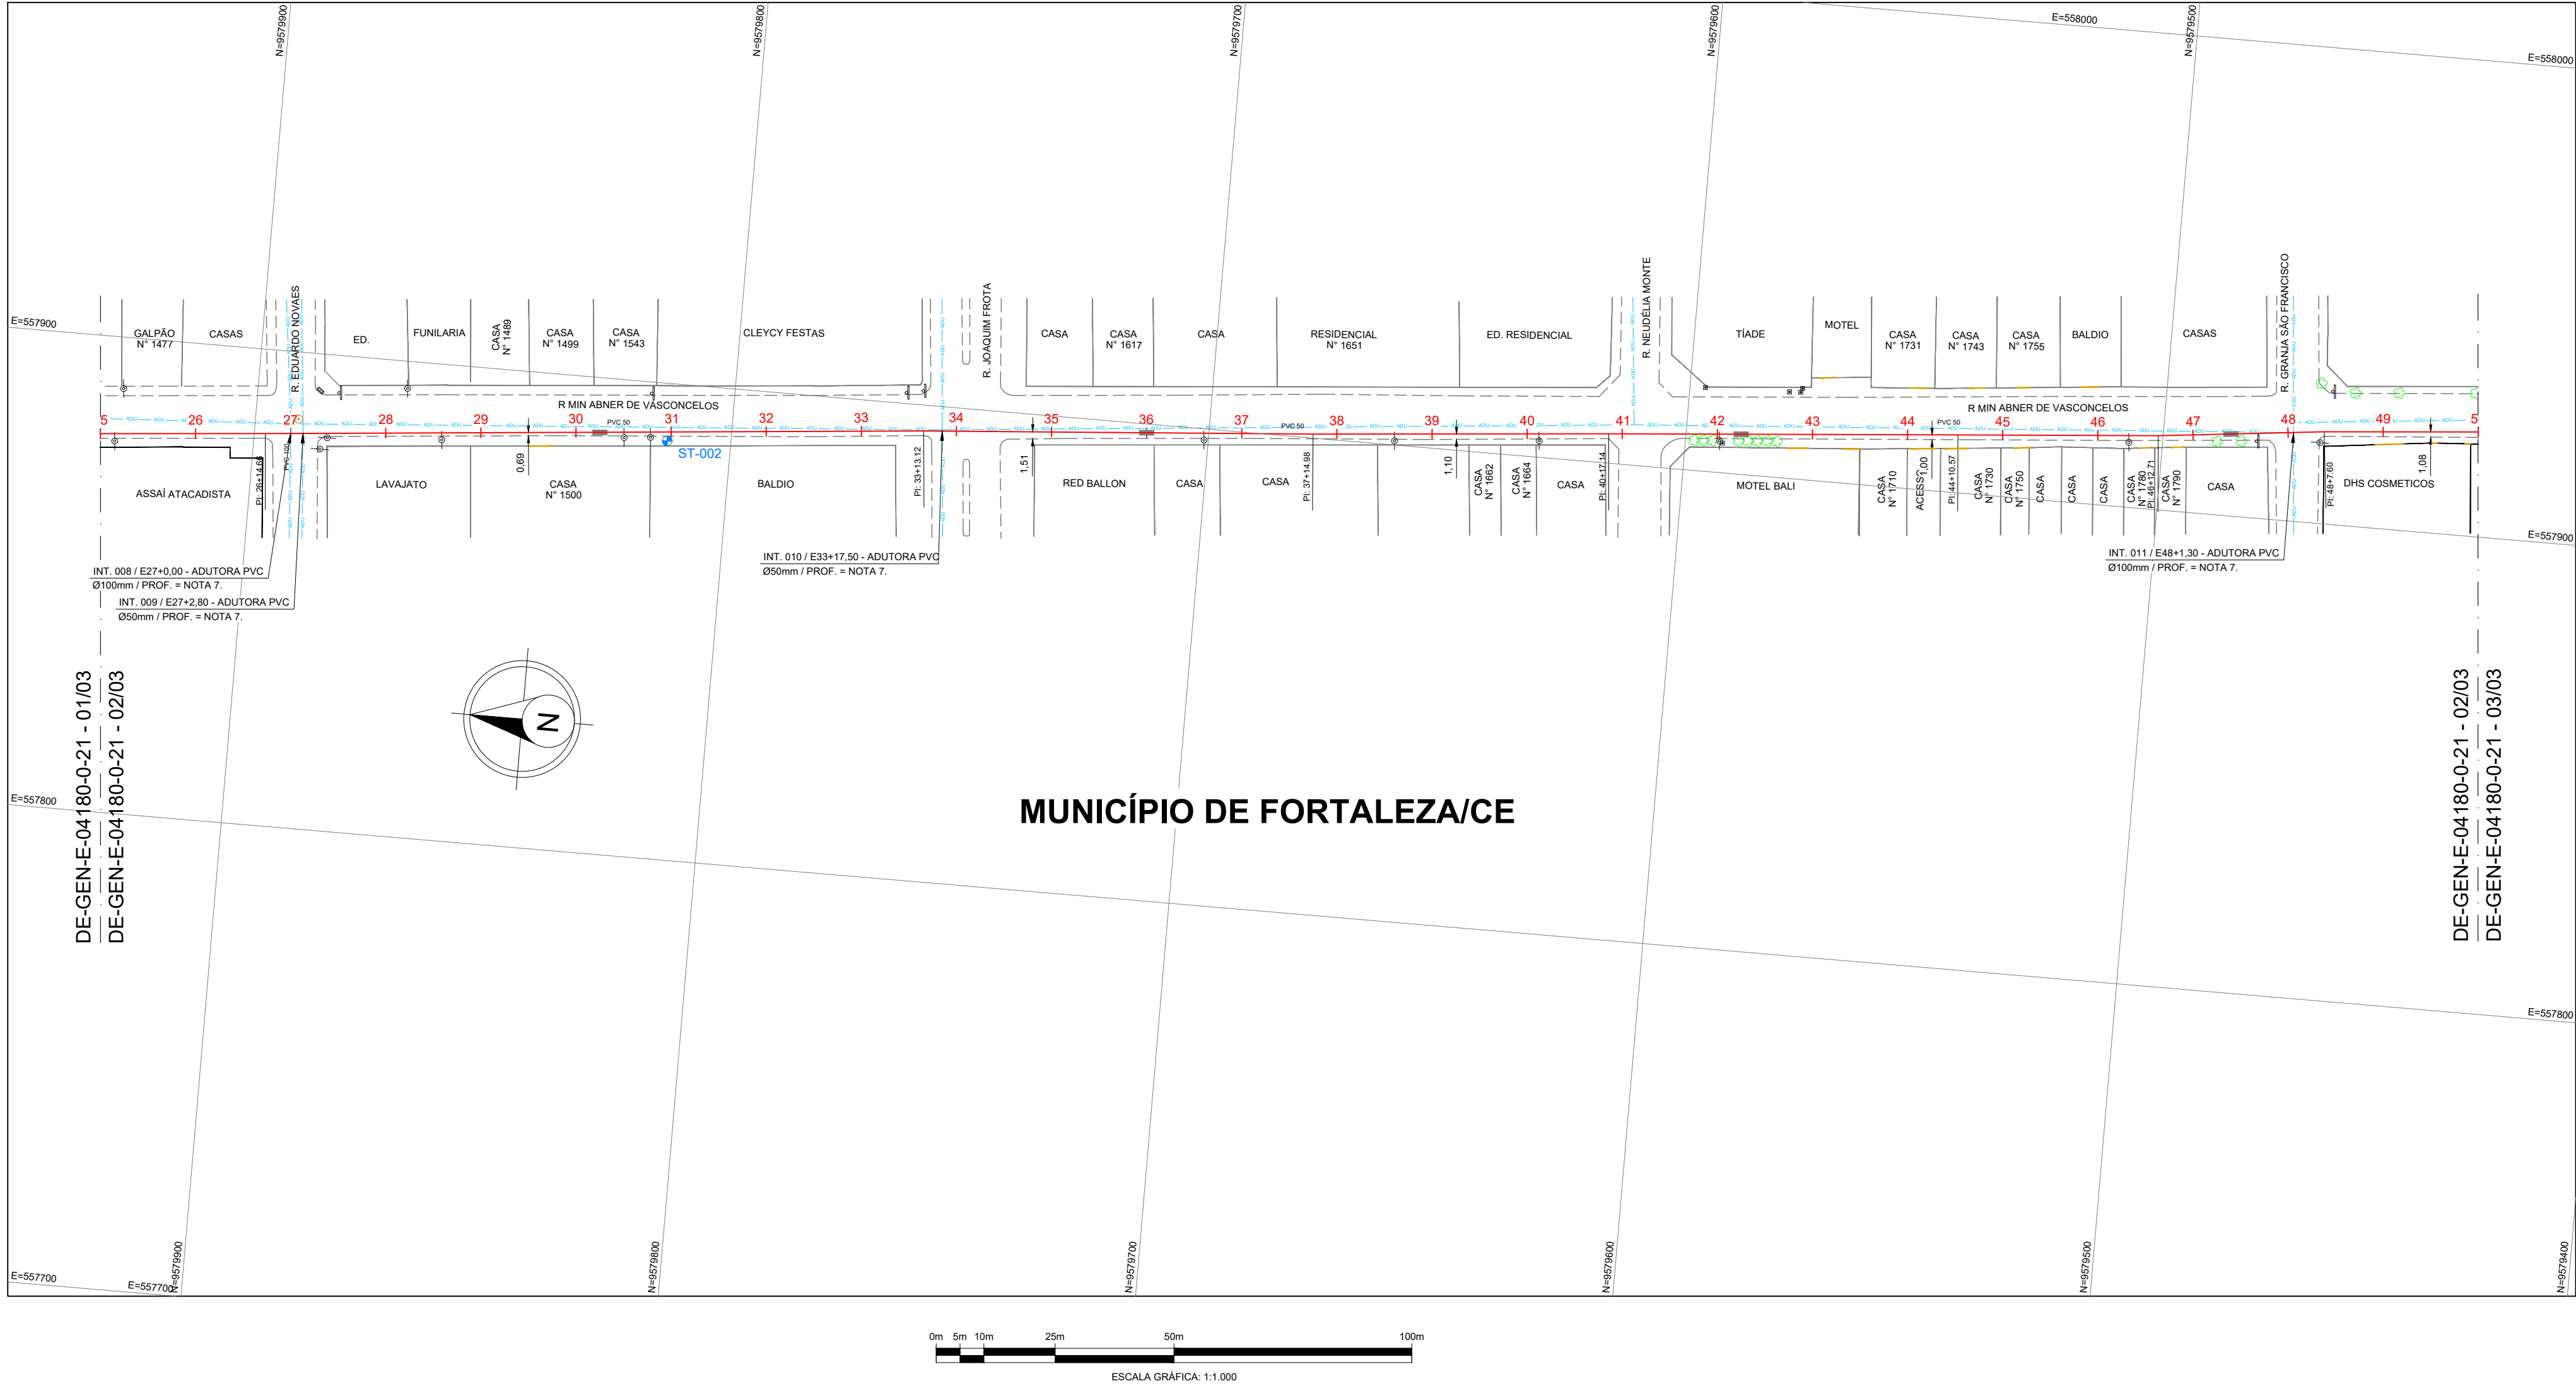 N=9579900
N=9579800
N=9579700
N=9579600
N=9579500
E=558000
E=558000
E=557900
GALPÃO
N° 1477
CASAS
R. EDUARDO NOVAES
ED.
FUNILARIA
CASA
N° 1489
CASA
N° 1499
CASA
N° 1543
CLEYCY FESTAS
R. JOAQUIM FROTA
CASA
CASA
N° 1617
CASA
RESIDENCIAL
N° 1651
ED. RESIDENCIAL
R. NEUDÉLIA MONTE
TÍADE
MOTEL
CASA
N° 1731
CASA
N° 1743
CASA
N° 1755
BALDIO
CASAS
R. GRANJA SÃO FRANCISCO
R MIN ABNER DE VASCONCELOS
R MIN ABNER DE VASCONCELOS
5 26 27 28 29 30 31 32 33 34 35 36 37 38 39 40 41 42 43 44 45 46 47 48 49 5
PVC 50
PVC 50
PVC 50
PVC 100
ST-002
ASSAÍ ATACADISTA
PI: 26+14.66
LAVAJATO
0,69
CASA
N° 1500
BALDIO
PI: 33+13.12
1,51
RED BALLON
CASA
CASA
PI: 37+14.98
1,10
CASA
N° 1662
CASA
N° 1664
CASA
PI: 40+17.14
MOTEL BALI
CASA
N° 1710
ACESSO
1,00
PI: 44+10.57
CASA
N° 1730
CASA
N° 1750
CASA
CASA
CASA
CASA
N° 1780
PI: 46+12.71
CASA
N° 1790
CASA
PI: 48+7.60
DHS COSMETICOS
1,08
INT. 008 / E27+0,00 - ADUTORA PVC
Ø100mm / PROF. = NOTA 7.
INT. 009 / E27+2,80 - ADUTORA PVC
Ø50mm / PROF. = NOTA 7.
INT. 010 / E33+17,50 - ADUTORA PVC
Ø50mm / PROF. = NOTA 7.
INT. 011 / E48+1,30 - ADUTORA PVC
Ø100mm / PROF. = NOTA 7.
E=557900
DE-GEN-E-04180-0-21 - 01/03
DE-GEN-E-04180-0-21 - 02/03
N
DE-GEN-E-04180-0-21 - 02/03
DE-GEN-E-04180-0-21 - 03/03
E=557800
MUNICÍPIO DE FORTALEZA/CE
E=557800
E=557700
E=557700
N=9579900
N=9579800
N=9579700
N=9579600
N=9579500
N=9579400
0m 5m 10m 25m 50m 100m
ESCALA GRÁFICA: 1:1.000